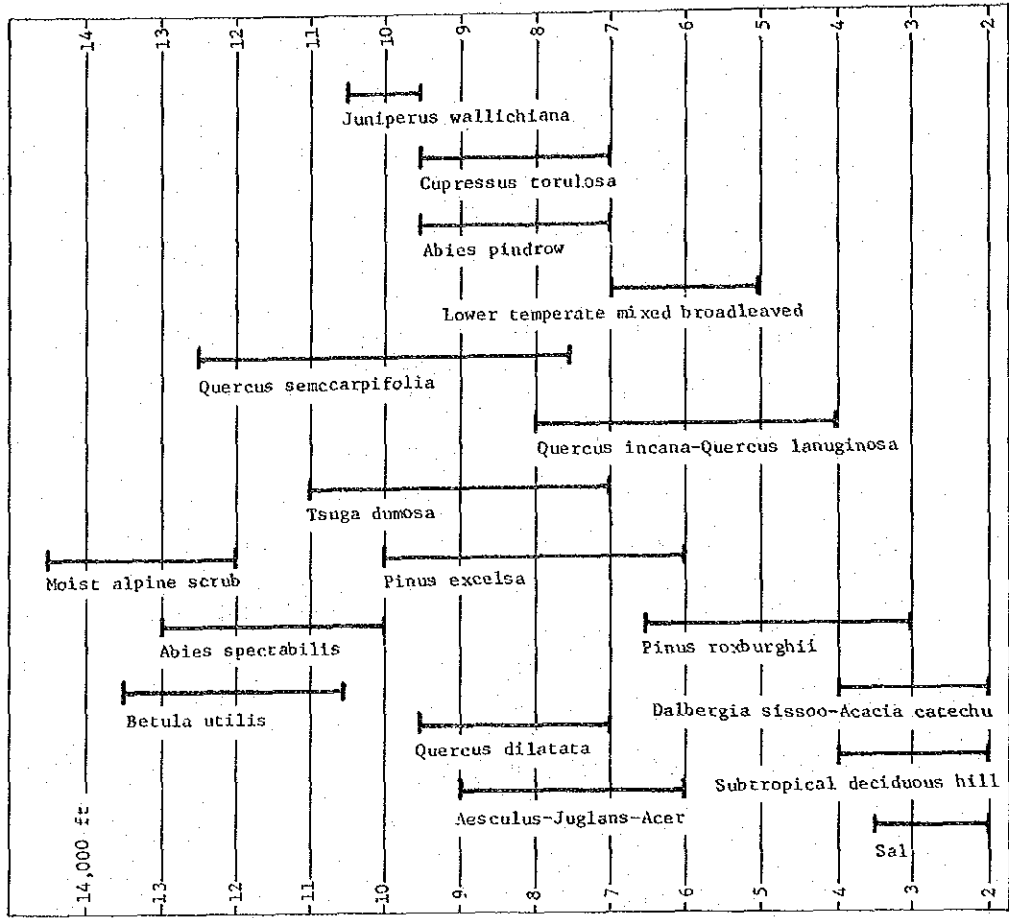 14 13 12 11 10 9 8 7 6 5 4 3 2
Juniperus wallichiana
Cupressus torulosa
Abies pindrow
Lower temperate mixed broadleaved
Quercus semccarpifolia
Quercus incana-Quercus lanuginosa
Tsuga dumosa
Moist alpine scrub
Pinus excelsa
Abies spectabilis
Pinus roxburghii
Betula utilis
Dalbergia sissoo-Acacia catechu
Quercus dilatata
Subtropical deciduous hill
Aesculus-Juglans-Acer
Sal
14,000 ft 13 12 11 10 9 8 7 6 5 4 3 2